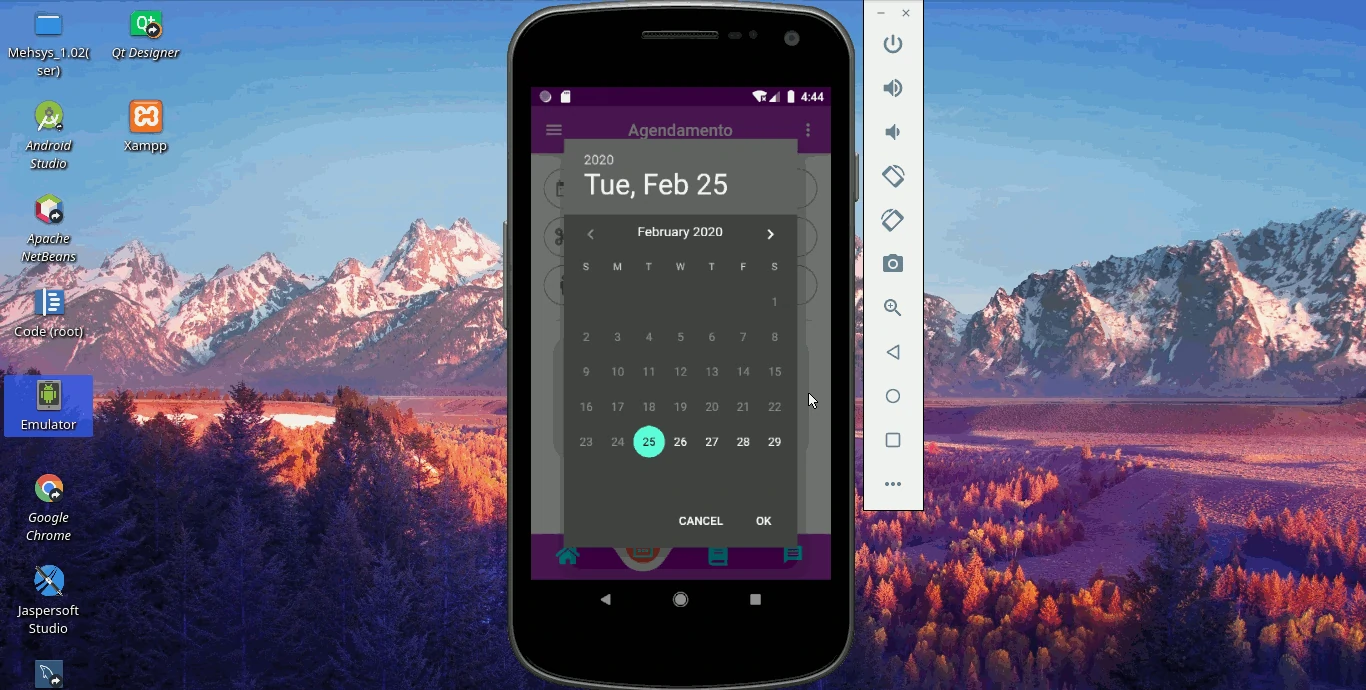 Mehsys_1.02(
ser)
Qt Designer
Android
Studio
Xampp
Apache
NetBeans
Code (root)
Emulator
Google
Chrome
Jaspersoft
Studio
4:44
Agendamento
2020
Tue, Feb 25
February 2020
S M T W T F S
1
2 3 4 5 6 7 8
9 10 11 12 13 14 15
16 17 18 19 20 21 22
23 24 25 26 27 28 29
CANCEL OK